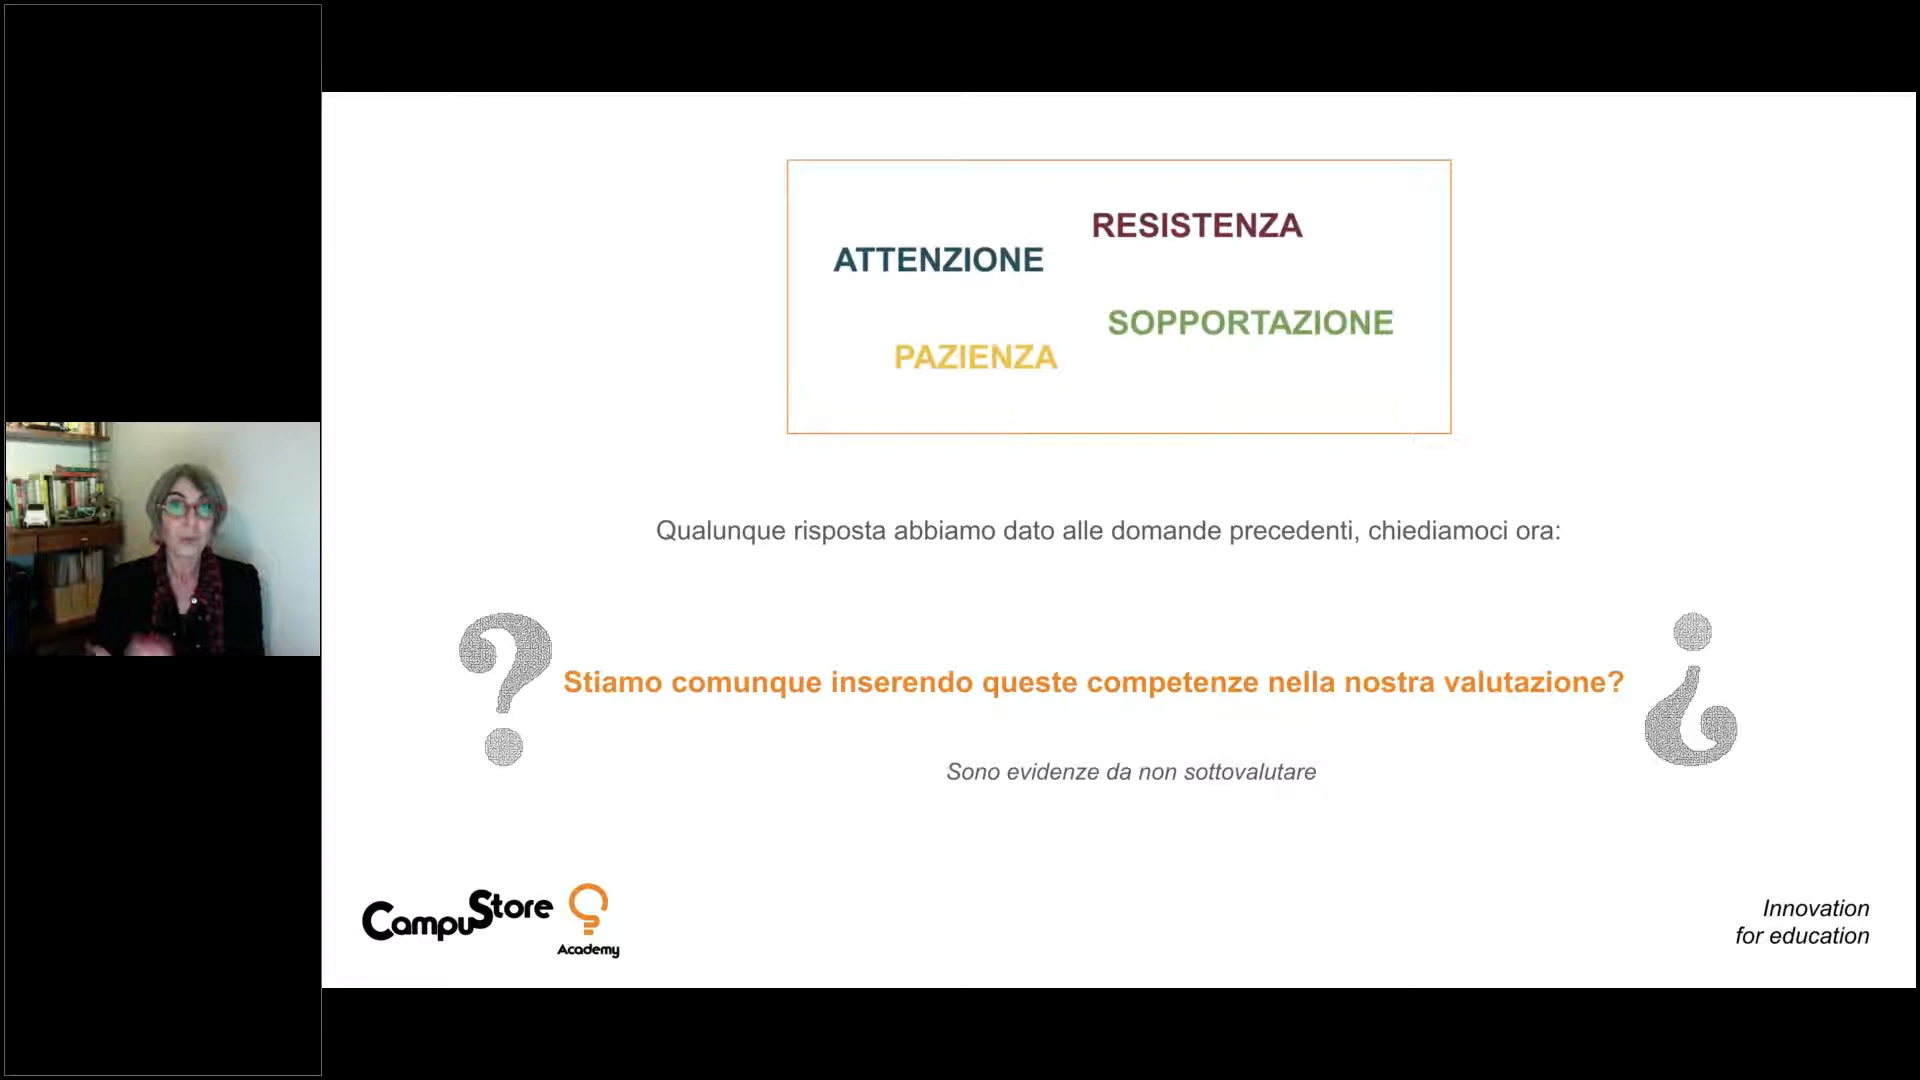 RESISTENZA
ATTENZIONE
SOPPORTAZIONE
PAZIENZA
Qualunque risposta abbiamo dato alle domande precedenti, chiediamoci ora:
? Stiamo comunque inserendo queste competenze nella nostra valutazione? ¿
Sono evidenze da non sottovalutare
CampuStore
Academy
Innovation
for education